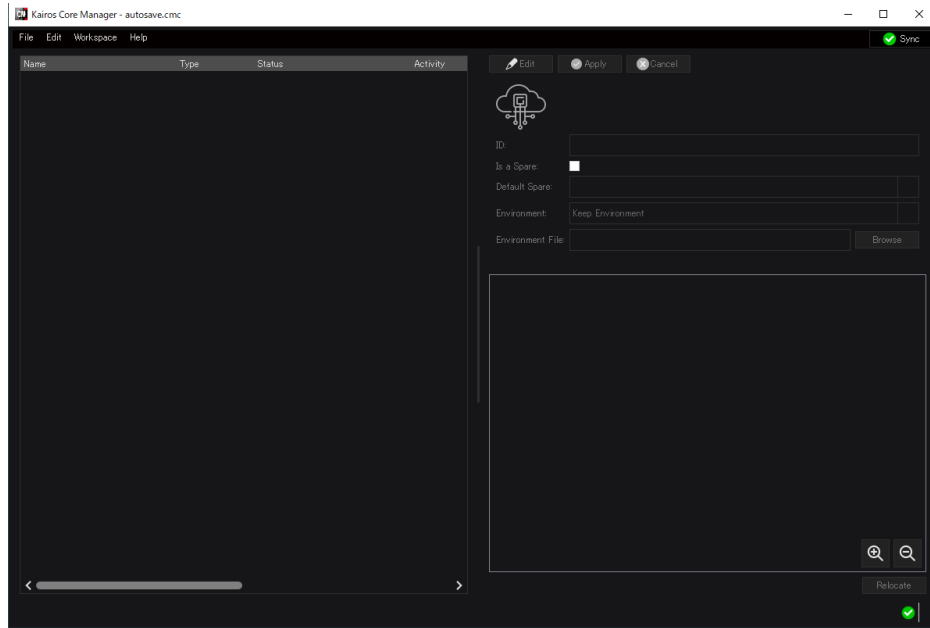 Kairos Core Manager - autosave.cmc
File Edit Workspace Help
Sync
Name Type Status Activity
Edit Apply Cancel
ID:
Is a Spare:
Default Spare:
Environment: Keep Environment
Environment File: Browse
Relocate